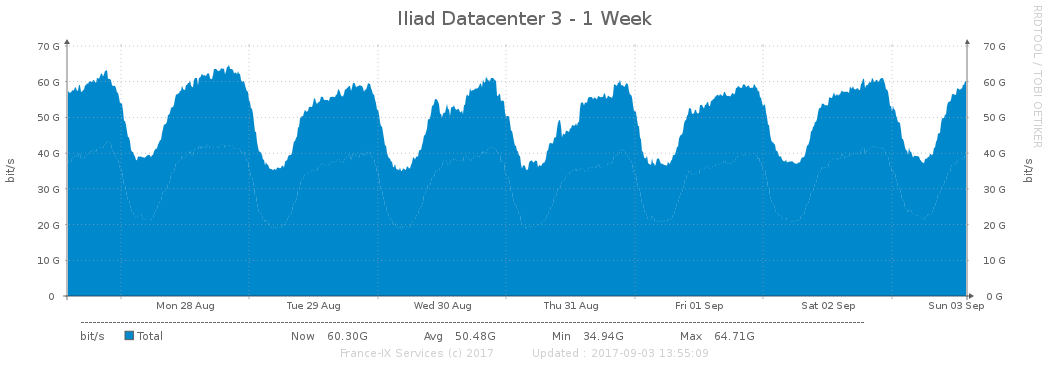 Iliad Datacenter 3 - 1 Week
RRDTOOL / TOBI OETIKER
bit/s
70 G 70 G
60 G 60 G
50 G 50 G
40 G 40 G
30 G 30 G
20 G 20 G
10 G 10 G
0 0 G
bit/s
Mon 28 Aug Tue 29 Aug Wed 30 Aug Thu 31 Aug Fri 01 Sep Sat 02 Sep Sun 03 Sep
bit/s Total Now 60.30G Avg 50.48G Min 34.94G Max 64.71G
France-IX Services (c) 2017 Updated : 2017-09-03 13:55:09